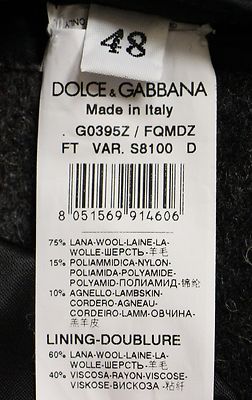 48
DOLCE & GABBANA
Made in Italy
. G0395Z / FQMDZ
FT VAR. S8100 D
8 051569 914606
75% LANA-WOOL-LAINE-LA-
WOLLE-ШЕРСТЬ-羊毛
15% POLIAMMIDICA-NYLON-
POLIAMIDA-POLYAMIDE-
POLYAMID-ПОЛИАМИД-锦纶
10% AGNELLO-LAMBSKIN-
CORDERO-AGNEAU-
CORDEIRO-LAMM-ОВЧИНА-
羔羊皮
LINING-DOUBLURE
60% LANA-WOOL-LAINE-LA-
WOLLE-ШЕРСТЬ-羊毛
40% VISCOSA-RAYON-VISCOSE-
VISKOSE-ВИСКОЗА-粘纤